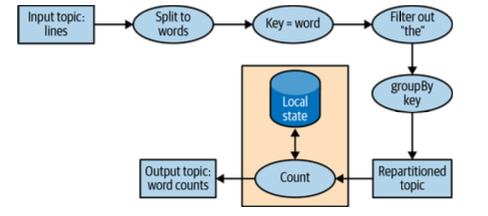 Input topic:
lines
Split to
words
Key = word
Filter out
"the"
groupBy
key
Repartitioned
topic
Local
state
Count
Output topic:
word counts